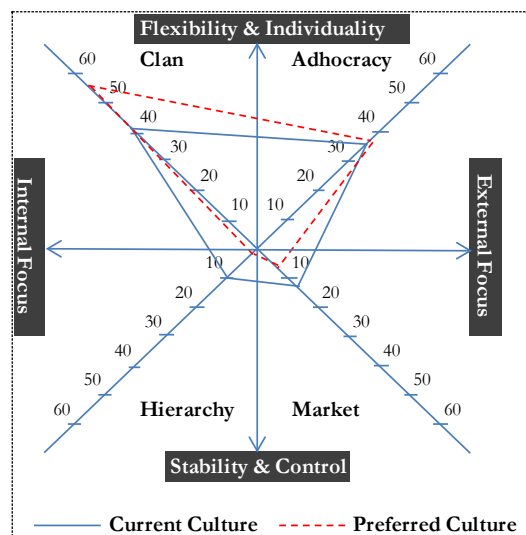 Flexibility & Individuality
Clan Adhocracy
60 60
50 50
40 40
30 30
20 20
10 10
Internal Focus
External Focus
10 10
20 20
30 30
40 40
50 50
60 60
Hierarchy Market
Stability & Control
Current Culture Preferred Culture